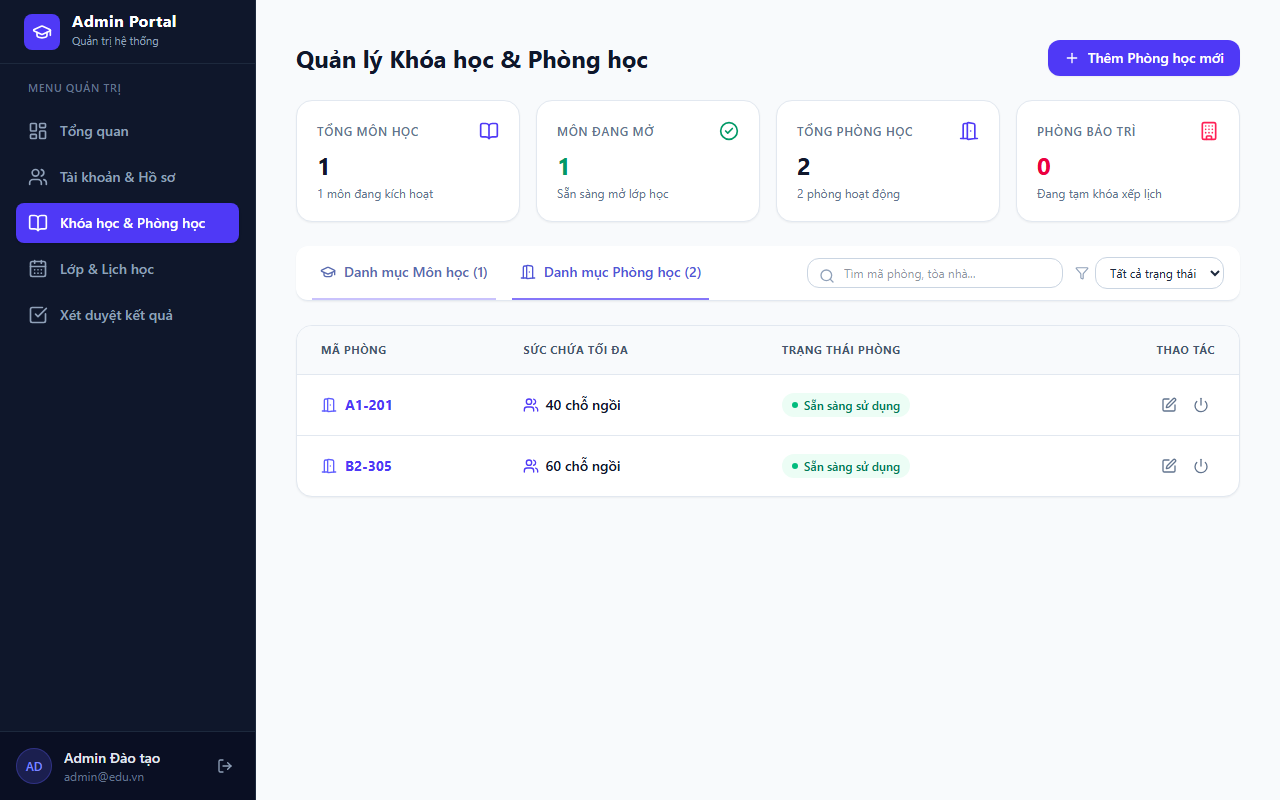 Admin Portal
Quản trị hệ thống
MENU QUẢN TRỊ
Tổng quan
Tài khoản & Hồ sơ
Khóa học & Phòng học
Lớp & Lịch học
Xét duyệt kết quả
AD
Admin Đào tạo
admin@edu.vn
Quản lý Khóa học & Phòng học
Thêm Phòng học mới
TỔNG MÔN HỌC
1
1 môn đang kích hoạt
MÔN ĐANG MỞ
1
Sẵn sàng mở lớp học
TỔNG PHÒNG HỌC
2
2 phòng hoạt động
PHÒNG BẢO TRÌ
0
Đang tạm khóa xếp lịch
Danh mục Môn học (1)
Danh mục Phòng học (2)
Tìm mã phòng, tòa nhà...
Tất cả trạng thái
MÃ PHÒNG SỨC CHỨA TỐI ĐA TRẠNG THÁI PHÒNG THAO TÁC
A1-201 40 chỗ ngồi Sẵn sàng sử dụng
B2-305 60 chỗ ngồi Sẵn sàng sử dụng